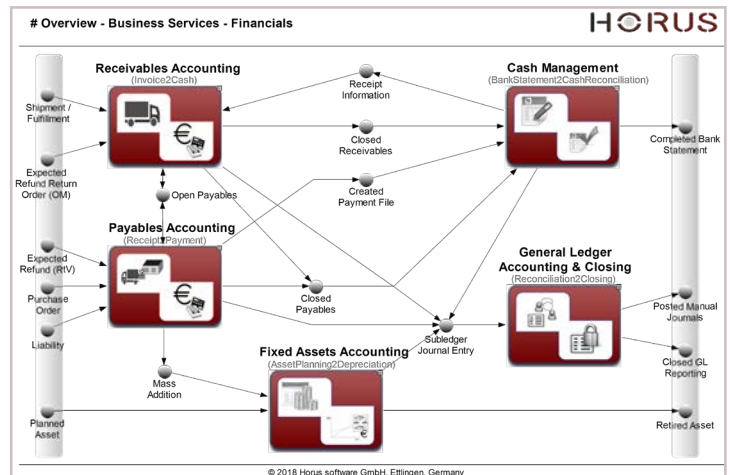 # Overview - Business Services - Financials
HORUS
Receivables Accounting
(Invoice2Cash)
Cash Management
(BankStatement2CashReconciliation)
Receipt
Information
Shipment /
Fulfillment
Closed
Receivables
Completed Bank
Statement
Expected
Refund Return
Order (OM)
Created
Payment File
Open Payables
Payables Accounting
(Receipt2Payment)
General Ledger
Accounting & Closing
(Reconciliation2Closing)
Expected
Refund (RtV)
Purchase
Order
Closed
Payables
Posted Manual
Journals
Liability
Subledger
Journal Entry
Fixed Assets Accounting
(AssetPlanning2Depreciation)
Closed GL
Reporting
Mass
Addition
Planned
Asset
Retired Asset
© 2018 Horus software GmbH, Ettlingen, Germany